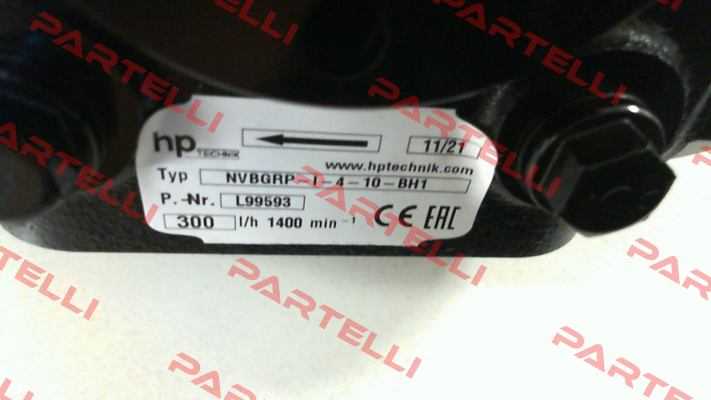 hp TECHNIK
11/21
www.hptechnik.com
Typ NVBGRP-I-4-10-BH1
P.-Nr. L99593
300 l/h 1400 min⁻¹ CE EAC
PARTELLI
PARTELLI
PARTELLI
PARTELLI
PARTELLI
PARTELLI
PARTELLI
PARTELLI
PARTELLI